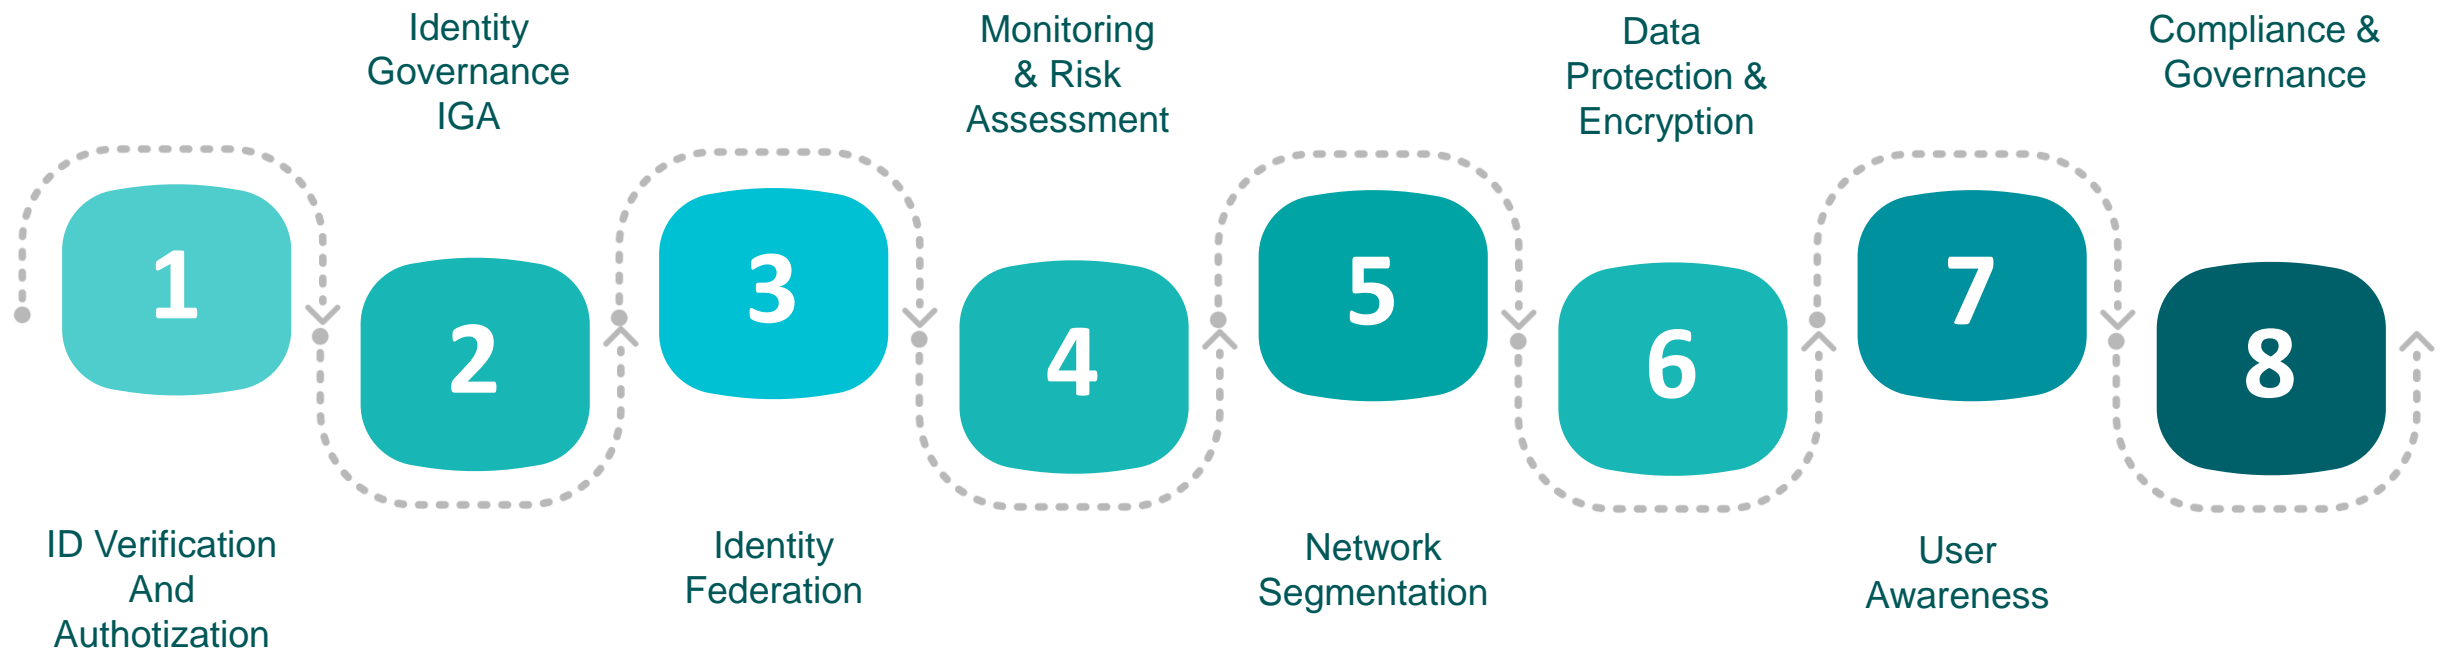 1
ID Verification
And
Authotization
Identity
Governance
IGA
2
3
Identity
Federation
Monitoring
& Risk
Assessment
4
5
Network
Segmentation
Data
Protection &
Encryption
6
7
User
Awareness
Compliance &
Governance
8